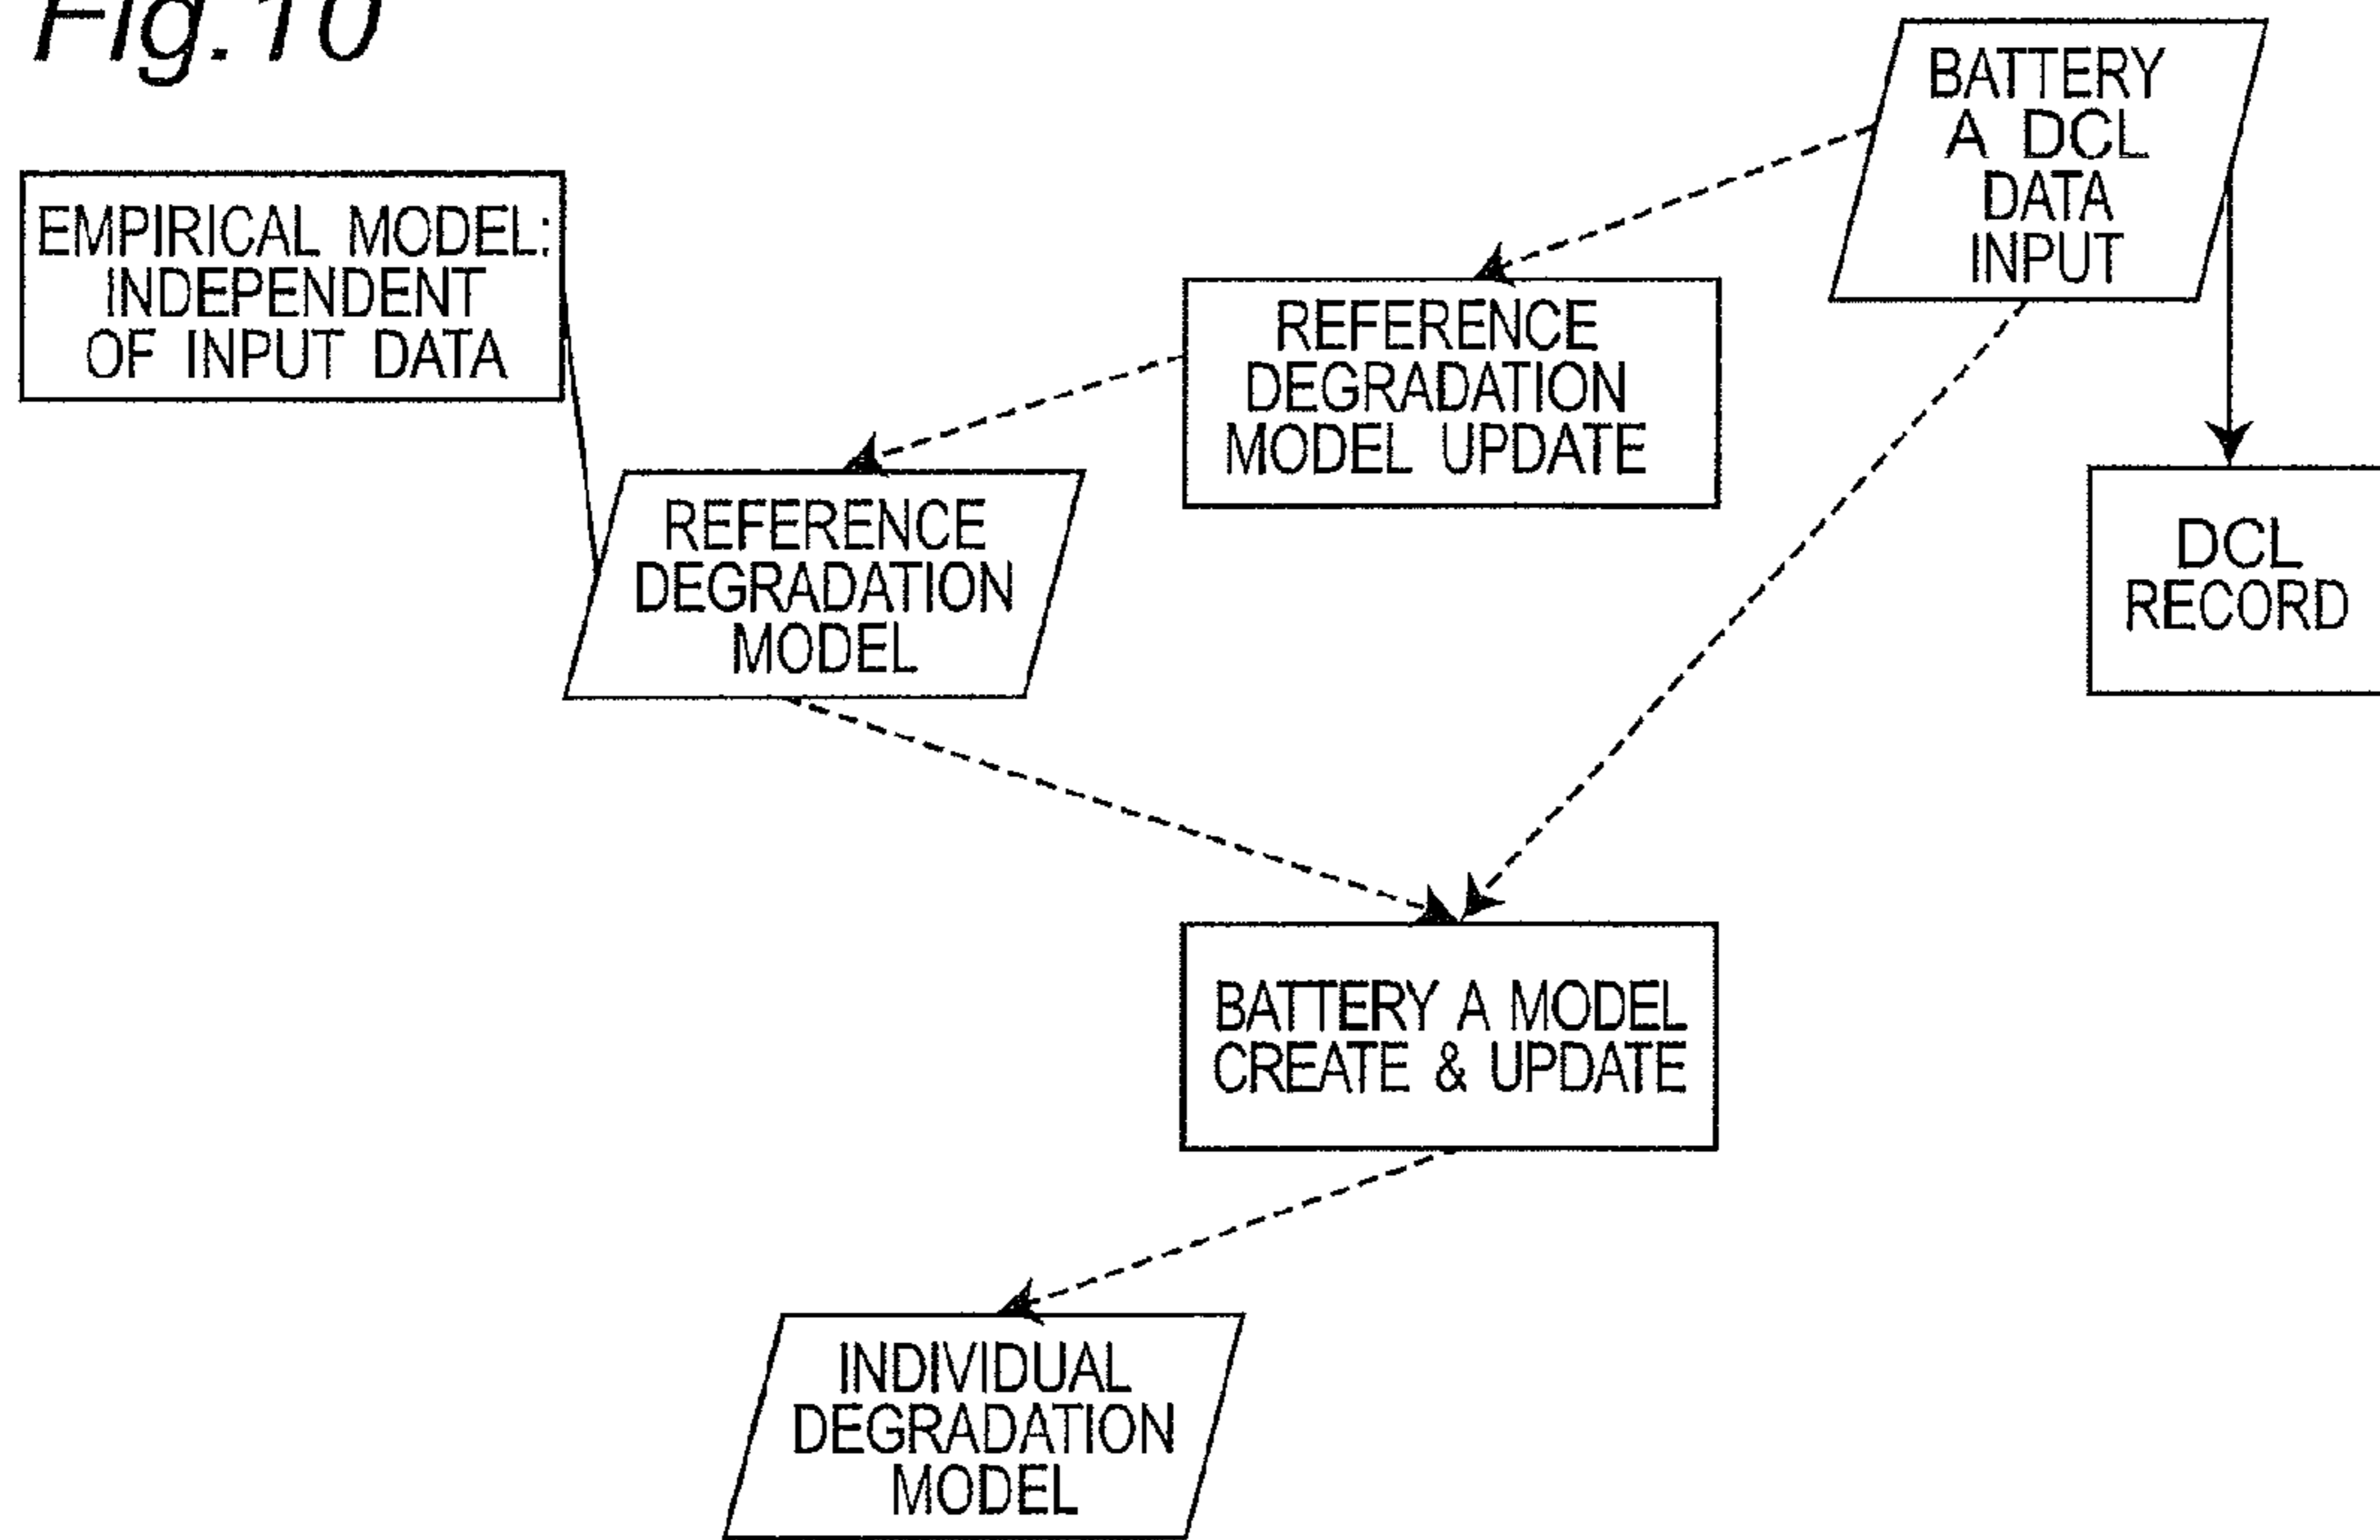 Fig.10
BATTERY
A DCL
DATA
INPUT
EMPIRICAL MODEL:
INDEPENDENT
OF INPUT DATA
REFERENCE
DEGRADATION
MODEL UPDATE
REFERENCE
DEGRADATION
MODEL
DCL
RECORD
BATTERY A MODEL
CREATE & UPDATE
INDIVIDUAL
DEGRADATION
MODEL